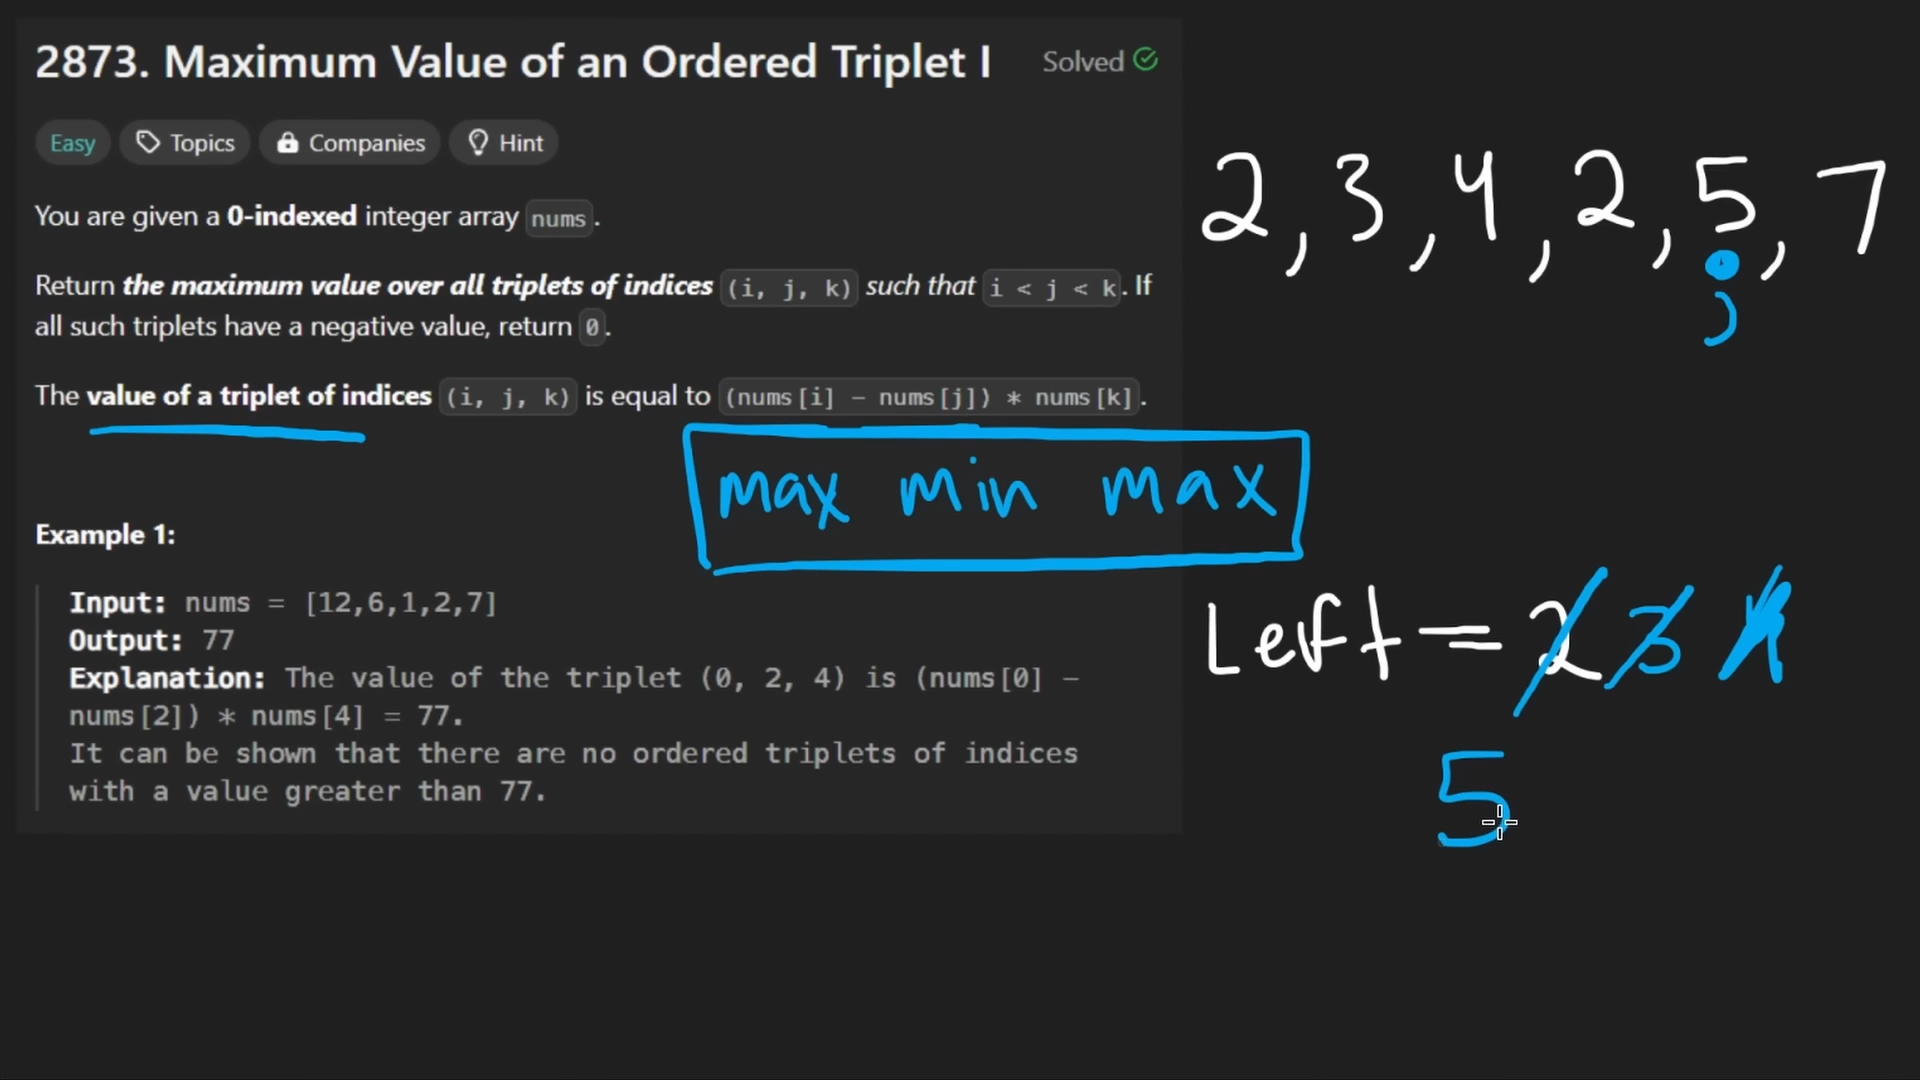 2873. Maximum Value of an Ordered Triplet I
Solved
Easy Topics Companies Hint
You are given a 0-indexed integer array nums.
Return the maximum value over all triplets of indices (i, j, k) such that i < j < k. If
all such triplets have a negative value, return 0.
The value of a triplet of indices (i, j, k) is equal to (nums[i] - nums[j]) * nums[k].
max min max
Example 1:
Input: nums = [12,6,1,2,7]
Output: 77
Explanation: The value of the triplet (0, 2, 4) is (nums[0] -
nums[2]) * nums[4] = 77.
It can be shown that there are no ordered triplets of indices
with a value greater than 77.
2, 3, 4, 2, 5, 7
Left = 2 3 4
5